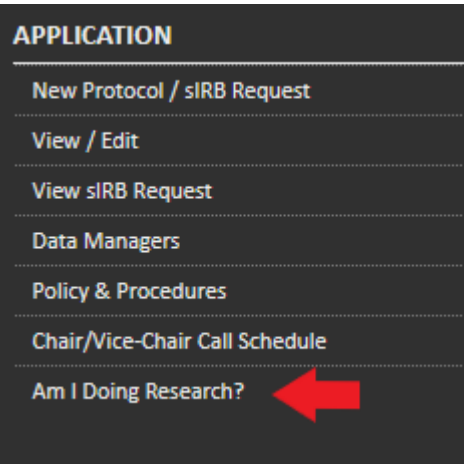 APPLICATION
New Protocol / sIRB Request
View / Edit
View sIRB Request
Data Managers
Policy & Procedures
Chair/Vice-Chair Call Schedule
Am I Doing Research?